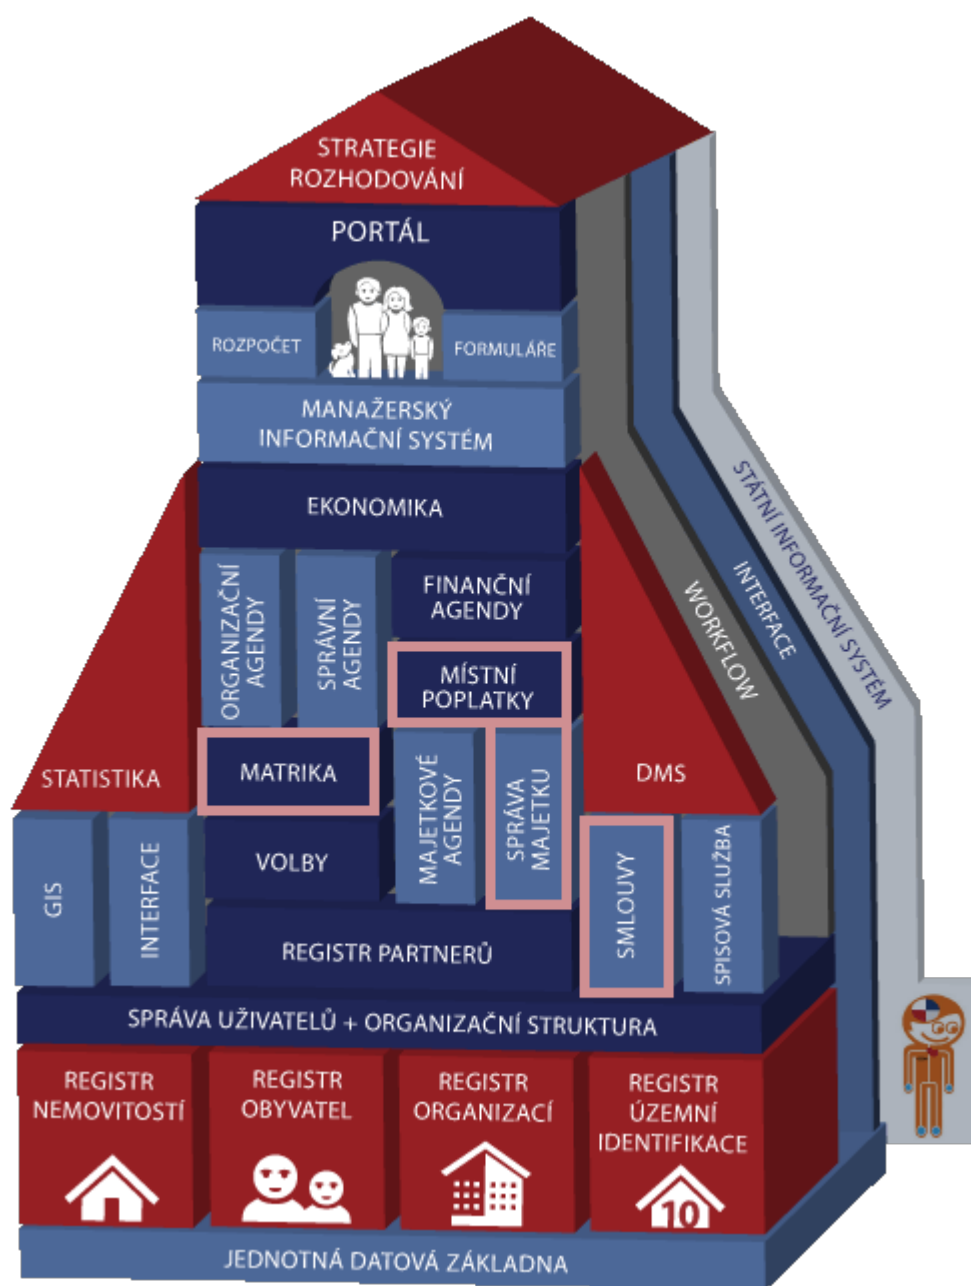 STRATEGIE
ROZHODOVÁNÍ
PORTÁL
ROZPOČET
FORMULÁŘE
MANAŽERSKÝ
INFORMAČNÍ SYSTÉM
EKONOMIKA
ORGANIZAČNÍ
AGENDY
SPRÁVNÍ
AGENDY
FINANČNÍ
AGENDY
MÍSTNÍ
POPLATKY
MATRIKA
MAJETKOVÉ
AGENDY
SPRÁVA
MAJETKU
VOLBY
REGISTR PARTNERŮ
STATISTIKA
GIS
INTERFACE
DMS
SMLOUVY
SPISOVÁ SLUŽBA
WORKFLOW
INTERFACE
STÁTNÍ INFORMAČNÍ SYSTÉM
SPRÁVA UŽIVATELŮ + ORGANIZAČNÍ STRUKTURA
REGISTR
NEMOVITOSTÍ
REGISTR
OBYVATEL
REGISTR
ORGANIZACÍ
REGISTR
ÚZEMNÍ
IDENTIFIKACE
10
JEDNOTNÁ DATOVÁ ZÁKLADNA